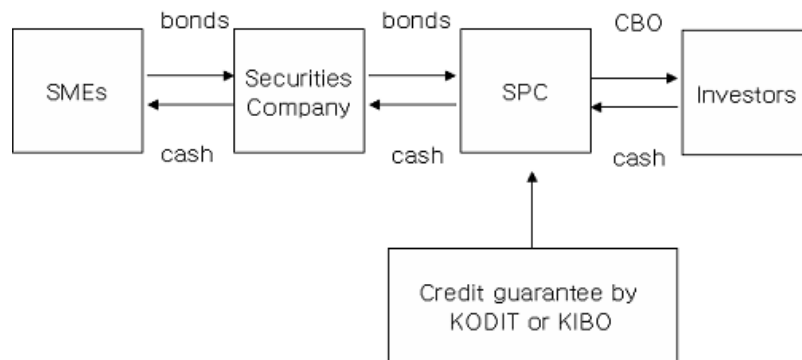 bonds
bonds
CBO
SMEs
Securities
Company
SPC
Investors
cash
cash
cash
Credit guarantee by
KODIT or KIBO